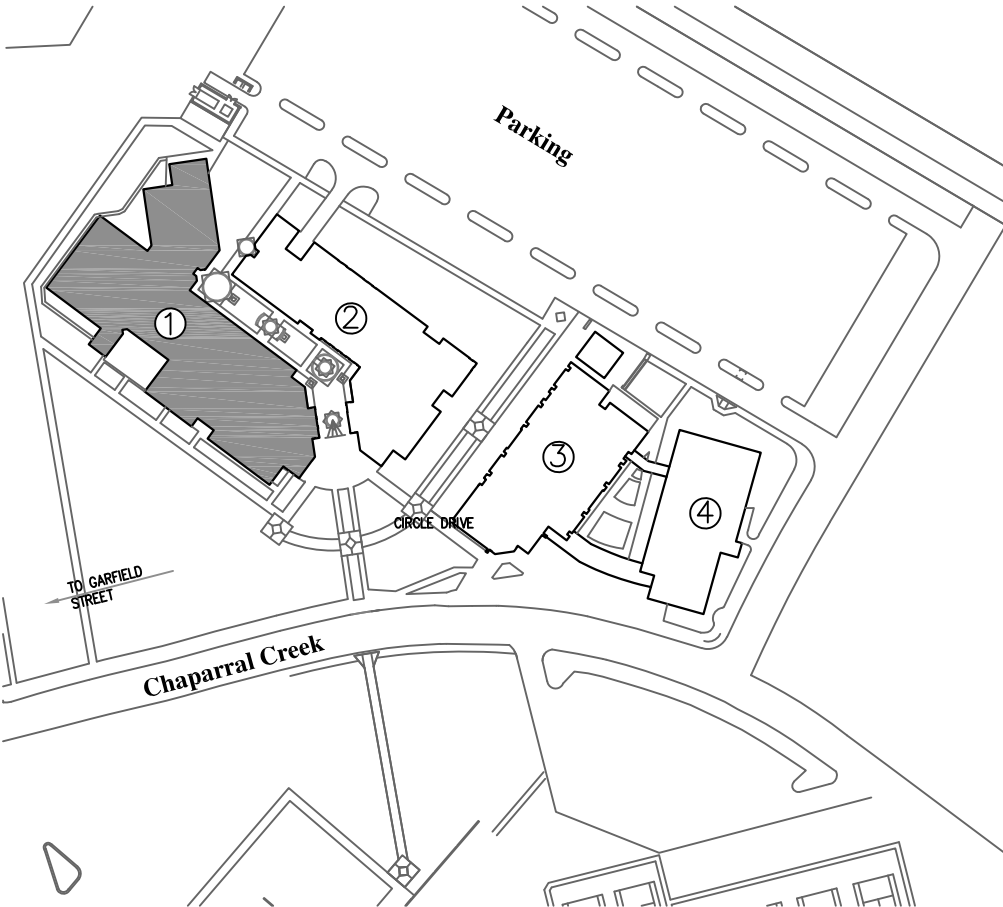 Parking
1
2
3
4
CIRCLE DRIVE
TO GARFIELD
STREET
Chaparral Creek